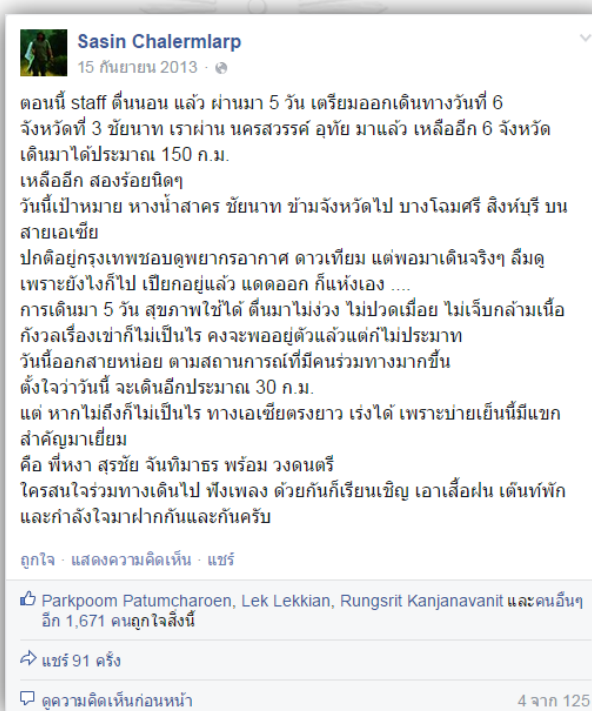 Sasin Chalermlarp
15 กันยายน 2013 ·
ตอนนี้ staff ตื่นนอน แล้ว ผ่านมา 5 วัน เตรียมออกเดินทางวันที่ 6
จังหวัดที่ 3 ชัยนาท เราผ่าน นครสวรรค์ อุทัย มาแล้ว เหลืออีก 6 จังหวัด
เดินมาได้ประมาณ 150 ก.ม.
เหลืออีก สองร้อยนิดๆ
วันนี้เป้าหมาย หางน้ำสาคร ชัยนาท ข้ามจังหวัดไป บางโฉมศรี สิงห์บุรี บน
สายเอเซีย
ปกติอยู่กรุงเทพชอบดูพยากรอากาศ ดาวเทียม แต่พอมาเดินจริงๆ ลืมดู
เพราะยังไงก็ไป เปียกอยู่แล้ว แดดออก ก็แห้งเอง ....
การเดินมา 5 วัน สุขภาพใช้ได้ ตื่นมาไม่ง่วง ไม่ปวดเมื่อย ไม่เจ็บกล้ามเนื้อ
กังวลเรื่องเข่าก็ไม่เป็นไร คงจะพออยู่ตัวแล้วแต่ก็ไม่ประมาท
วันนี้ออกสายหน่อย ตามสถานการณ์ที่มีคนร่วมทางมากขึ้น
ตั้งใจว่าวันนี้ จะเดินอีกประมาณ 30 ก.ม.
แต่ หากไม่ถึงก็ไม่เป็นไร ทางเอเซียตรงยาว เร่งได้ เพราะบ่ายเย็นนี้มีแขก
สำคัญมาเยี่ยม
คือ พี่หงา สุรชัย จันทิมาธร พร้อม วงดนตรี
ใครสนใจร่วมทางเดินไป ฟังเพลง ด้วยกันก็เรียนเชิญ เอาเสื้อฝน เต๊นท์พัก
และกำลังใจมาฝากกันและกันครับ
ถูกใจ · แสดงความคิดเห็น · แชร์
Parkpoom Patumcharoen, Lek Lekkian, Rungsrit Kanjanavanit และคนอื่นๆ
อีก 1,671 คนถูกใจสิ่งนี้
แชร์ 91 ครั้ง
ดูความคิดเห็นก่อนหน้า 4 จาก 125